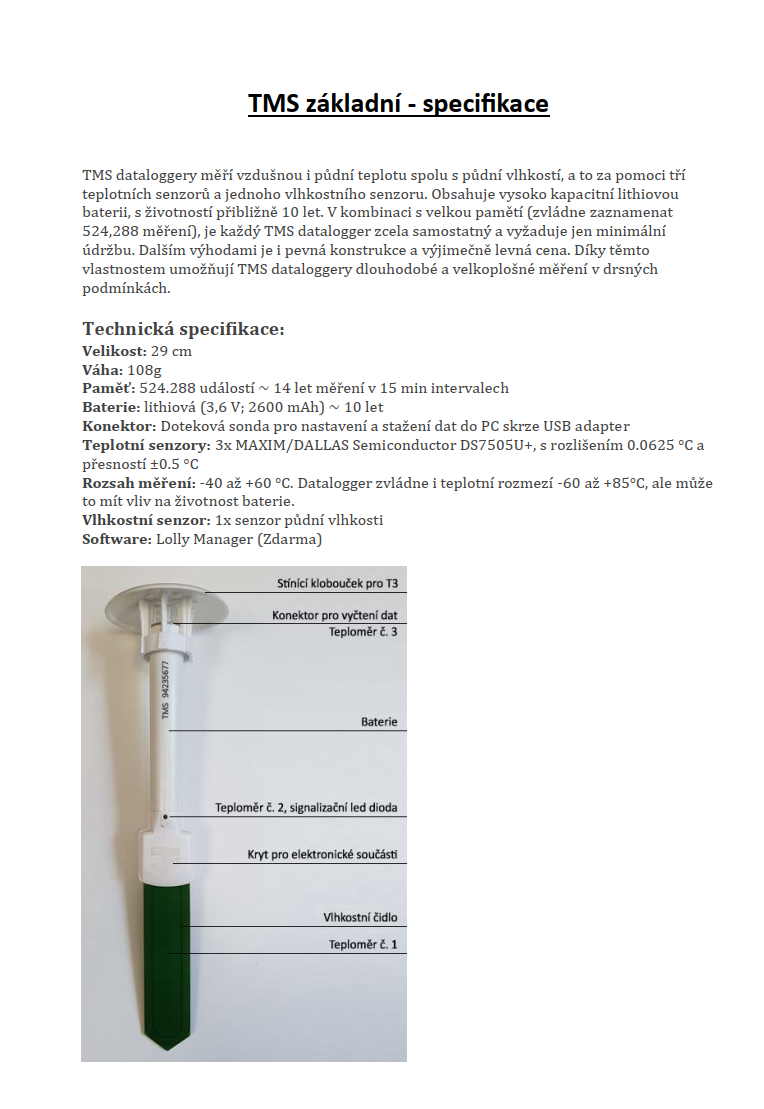 TMS základní - specifikace
TMS dataloggery měří vzdušnou i půdní teplotu spolu s půdní vlhkostí, a to za pomoci tří
teplotních senzorů a jednoho vlhkostního senzoru. Obsahuje vysoko kapacitní lithiovou
baterii, s životností přibližně 10 let. V kombinaci s velkou pamětí (zvládne zaznamenat
524,288 měření), je každý TMS datalogger zcela samostatný a vyžaduje jen minimální
údržbu. Dalším výhodami je i pevná konstrukce a výjimečně levná cena. Díky těmto
vlastnostem umožňují TMS dataloggery dlouhodobé a velkoplošné měření v drsných
podmínkách.
Technická specifikace:
Velikost: 29 cm
Váha: 108g
Paměť: 524.288 událostí ~ 14 let měření v 15 min intervalech
Baterie: lithiová (3,6 V; 2600 mAh) ~ 10 let
Konektor: Doteková sonda pro nastavení a stažení dat do PC skrze USB adapter
Teplotní senzory: 3x MAXIM/DALLAS Semiconductor DS7505U+, s rozlišením 0.0625 °C a
přesností ±0.5 °C
Rozsah měření: -40 až +60 °C. Datalogger zvládne i teplotní rozmezí -60 až +85°C, ale může
to mít vliv na životnost baterie.
Vlhkostní senzor: 1x senzor půdní vlhkosti
Software: Lolly Manager (Zdarma)
Stínící klobouček pro T3
Konektor pro vyčtení dat
Teploměr č. 3
TMS 94235677
Baterie
Teploměr č. 2, signalizační led dioda
Kryt pro elektronické součásti
Vlhkostní čidlo
Teploměr č. 1